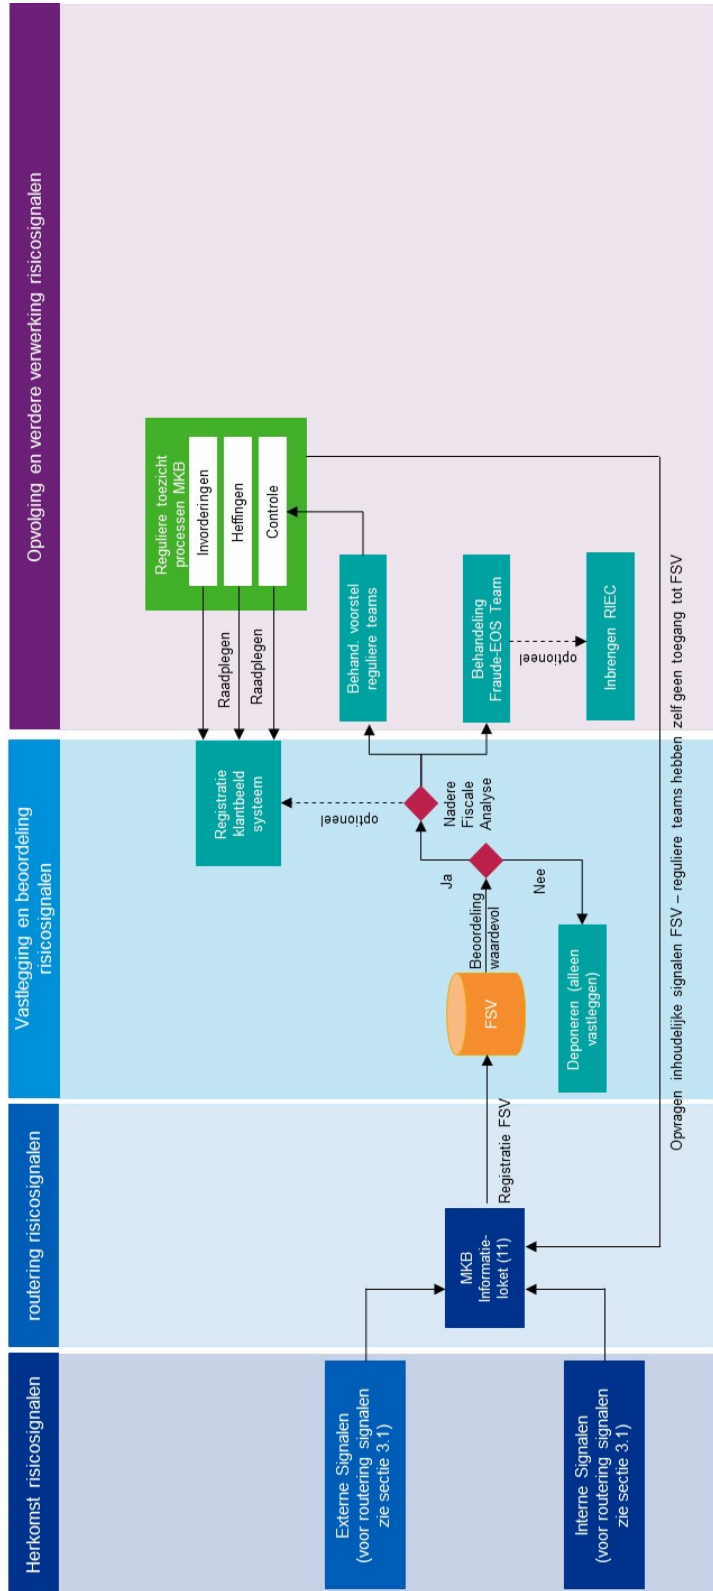 Herkomst risicosignalen
routering risicosignalen
Vastlegging en beoordeling
risicosignalen
Opvolging en verdere verwerking risicosignalen
Externe Signalen
(voor routering signalen
zie sectie 3.1)
Interne Signalen
(voor routering signalen
zie sectie 3.1)
MKB
Informatie-
loket (11)
Registratie FSV
FSV
Beoordeling
waardevol
Ja
Nee
Deponeren (alleen
vastleggen)
Nadere
Fiscale
Analyse
optioneel
Registratie
klantbeeld
systeem
Raadplegen
Raadplegen
Reguliere toezicht
processen MKB
Invorderingen
Heffingen
Controle
Behand. voorstel
reguliere teams
Behandeling
Fraude-EOS Team
optioneel
Inbrengen RIEC
Opvragen inhoudelijke signalen FSV – reguliere teams hebben zelf geen toegang tot FSV